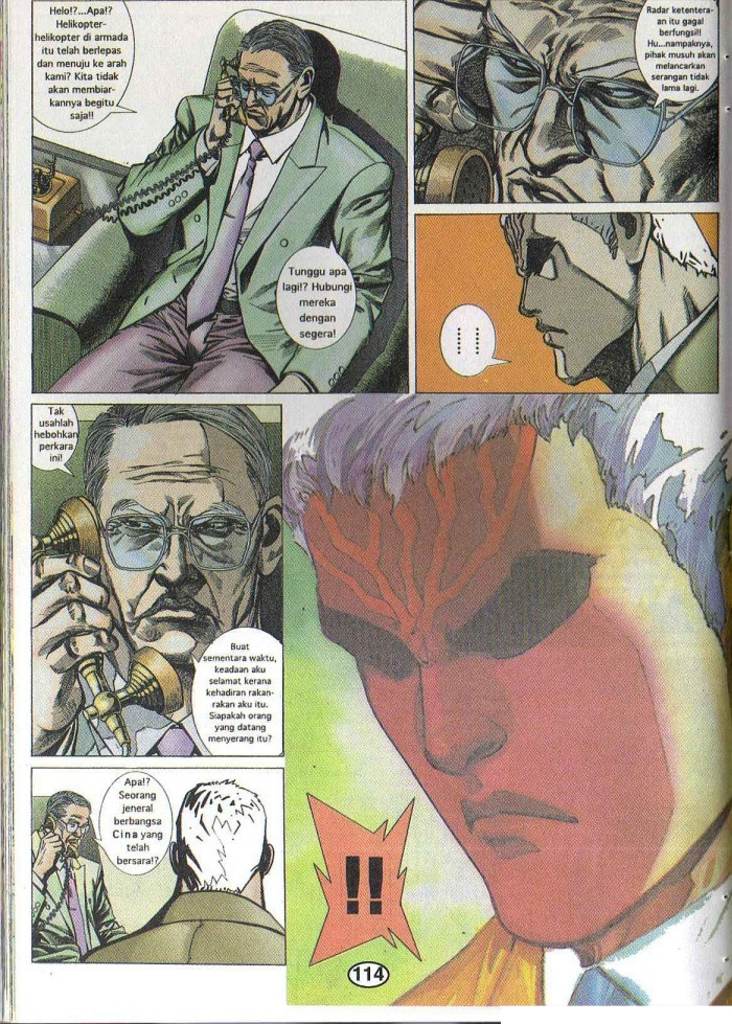 Helo!?...Apa!?
Helikopter-
helikopter di armada
itu telah berlepas
dan menuju ke arah
kami? Kita tidak
akan membiar-
kannya begitu
saja!!
Tunggu apa
lagi!? Hubungi
mereka
dengan
segera!
Radar ketentera-
an itu gagal
berfungsi!!
Hu...nampaknya,
pihak musuh akan
melancarkan
serangan tidak
lama lagi.
Tak
usahlah
hebohkan
perkara
ini!
Buat
sementara waktu,
keadaan aku
selamat kerana
kehadiran rakan-
rakan aku itu.
Siapakah orang
yang datang
menyerang itu?
Apa!?
Seorang
jeneral
berbangsa
Cina yang
telah
bersara!?
!!
114